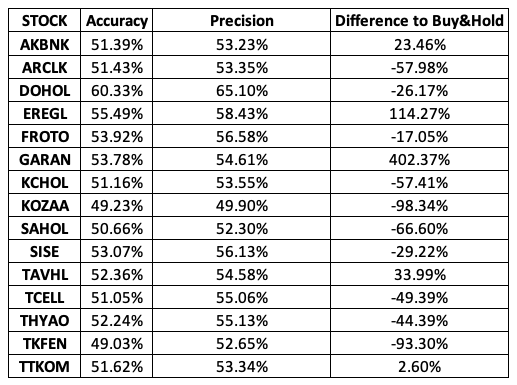 STOCK Accuracy Precision Difference to Buy&Hold
AKBNK 51.39% 53.23% 23.46%
ARCLK 51.43% 53.35% -57.98%
DOHOL 60.33% 65.10% -26.17%
EREGL 55.49% 58.43% 114.27%
FROTO 53.92% 56.58% -17.05%
GARAN 53.78% 54.61% 402.37%
KCHOL 51.16% 53.55% -57.41%
KOZAA 49.23% 49.90% -98.34%
SAHOL 50.66% 52.30% -66.60%
SISE 53.07% 56.13% -29.22%
TAVHL 52.36% 54.58% 33.99%
TCELL 51.05% 55.06% -49.39%
THYAO 52.24% 55.13% -44.39%
TKFEN 49.03% 52.65% -93.30%
TTKOM 51.62% 53.34% 2.60%